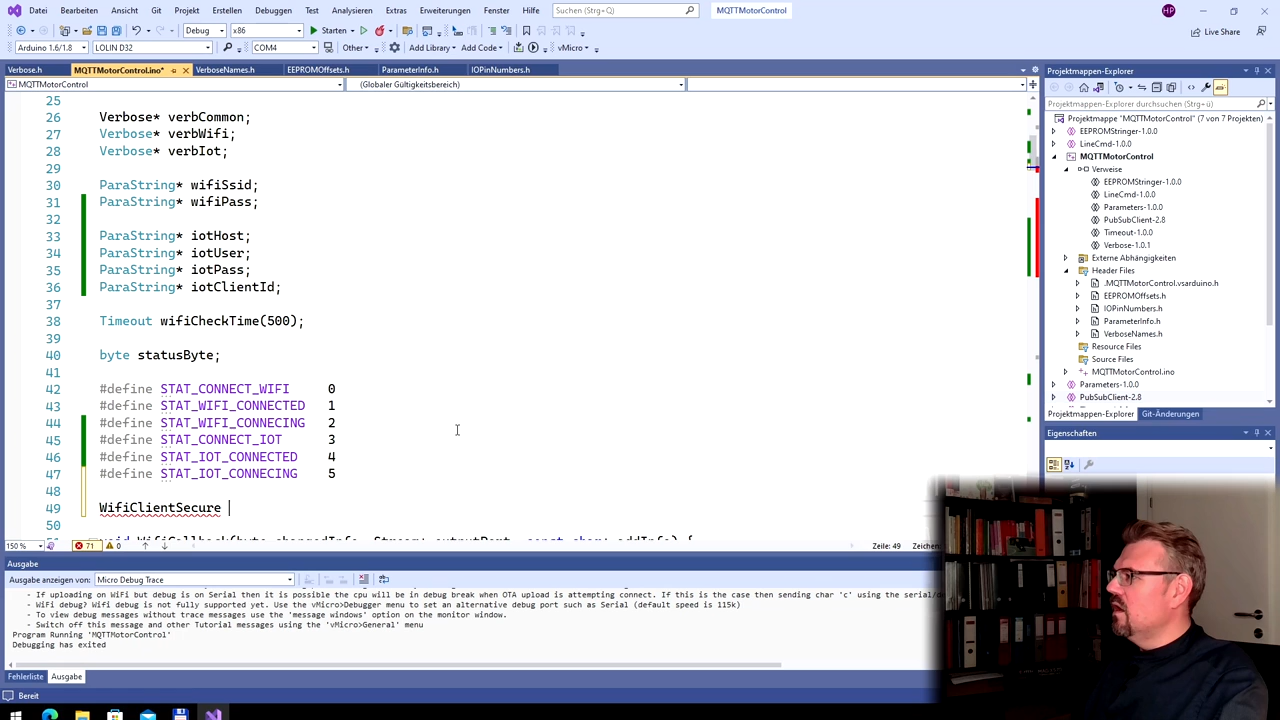 Datei Bearbeiten Ansicht Git Projekt Erstellen Debuggen Test Analysieren Extras Erweiterungen Fenster Hilfe Suchen (Strg+Q) MQTTMotorControl HP
Debug x86 Starten Live Share
Arduino 1.6/1.8 LOLIN D32 COM4 Other Add Library Add Code vMicro
Verbose.h MQTTMotorControl.ino* VerboseNames.h EEPROMOffsets.h ParameterInfo.h IOPinNumbers.h
MQTTMotorControl (Globaler Gültigkeitsbereich)
25
26 Verbose* verbCommon;
27 Verbose* verbWifi;
28 Verbose* verbIot;
29
30 ParaString* wifiSsid;
31 ParaString* wifiPass;
32
33 ParaString* iotHost;
34 ParaString* iotUser;
35 ParaString* iotPass;
36 ParaString* iotClientId;
37
38 Timeout wifiCheckTime(500);
39
40 byte statusByte;
41
42 #define STAT_CONNECT_WIFI 0
43 #define STAT_WIFI_CONNECTED 1
44 #define STAT_WIFI_CONNECING 2
45 #define STAT_CONNECT_IOT 3
46 #define STAT_IOT_CONNECTED 4
47 #define STAT_IOT_CONNECING 5
48
49 WifiClientSecure
50
150 % 71 0 Zeile: 49 Zeichen:
Ausgabe
Ausgabe anzeigen von: Micro Debug Trace
- If uploading on WiFi but debug is on Serial then it is possible the cpu will be in debug break when OTA upload is attempting connect. If this is the case then sending char 'c' using the serial/de
- Wifi debug? Wifi debug is not fully supported yet. Use the vMicro>Debugger menu to set an alternative debug port such as Serial (default speed is 115k)
- To view debug messages without trace messages use the 'message windows' option on the monitor window.
- Switch off this message and other Tutorial messages using the 'vMicro>General' menu
Program Running 'MQTTMotorControl'
Debugging has exited
Fehlerliste Ausgabe
Bereit
Projektmappen-Explorer
Projektmappen-Explorer durchsuchen (Strg+ü)
Projektmappe "MQTTMotorControl" (7 von 7 Projekten)
EEPROMStringer-1.0.0
LineCmd-1.0.0
MQTTMotorControl
Verweise
EEPROMStringer-1.0.0
LineCmd-1.0.0
Parameters-1.0.0
PubSubClient-2.8
Timeout-1.0.0
Verbose-1.0.1
Externe Abhängigkeiten
Header Files
.MQTTMotorControl.vsarduino.h
EEPROMOffsets.h
IOPinNumbers.h
ParameterInfo.h
VerboseNames.h
Resource Files
Source Files
MQTTMotorControl.ino
Parameters-1.0.0
PubSubClient-2.8
Projektmappen-Explorer Git-Änderungen
Eigenschaften